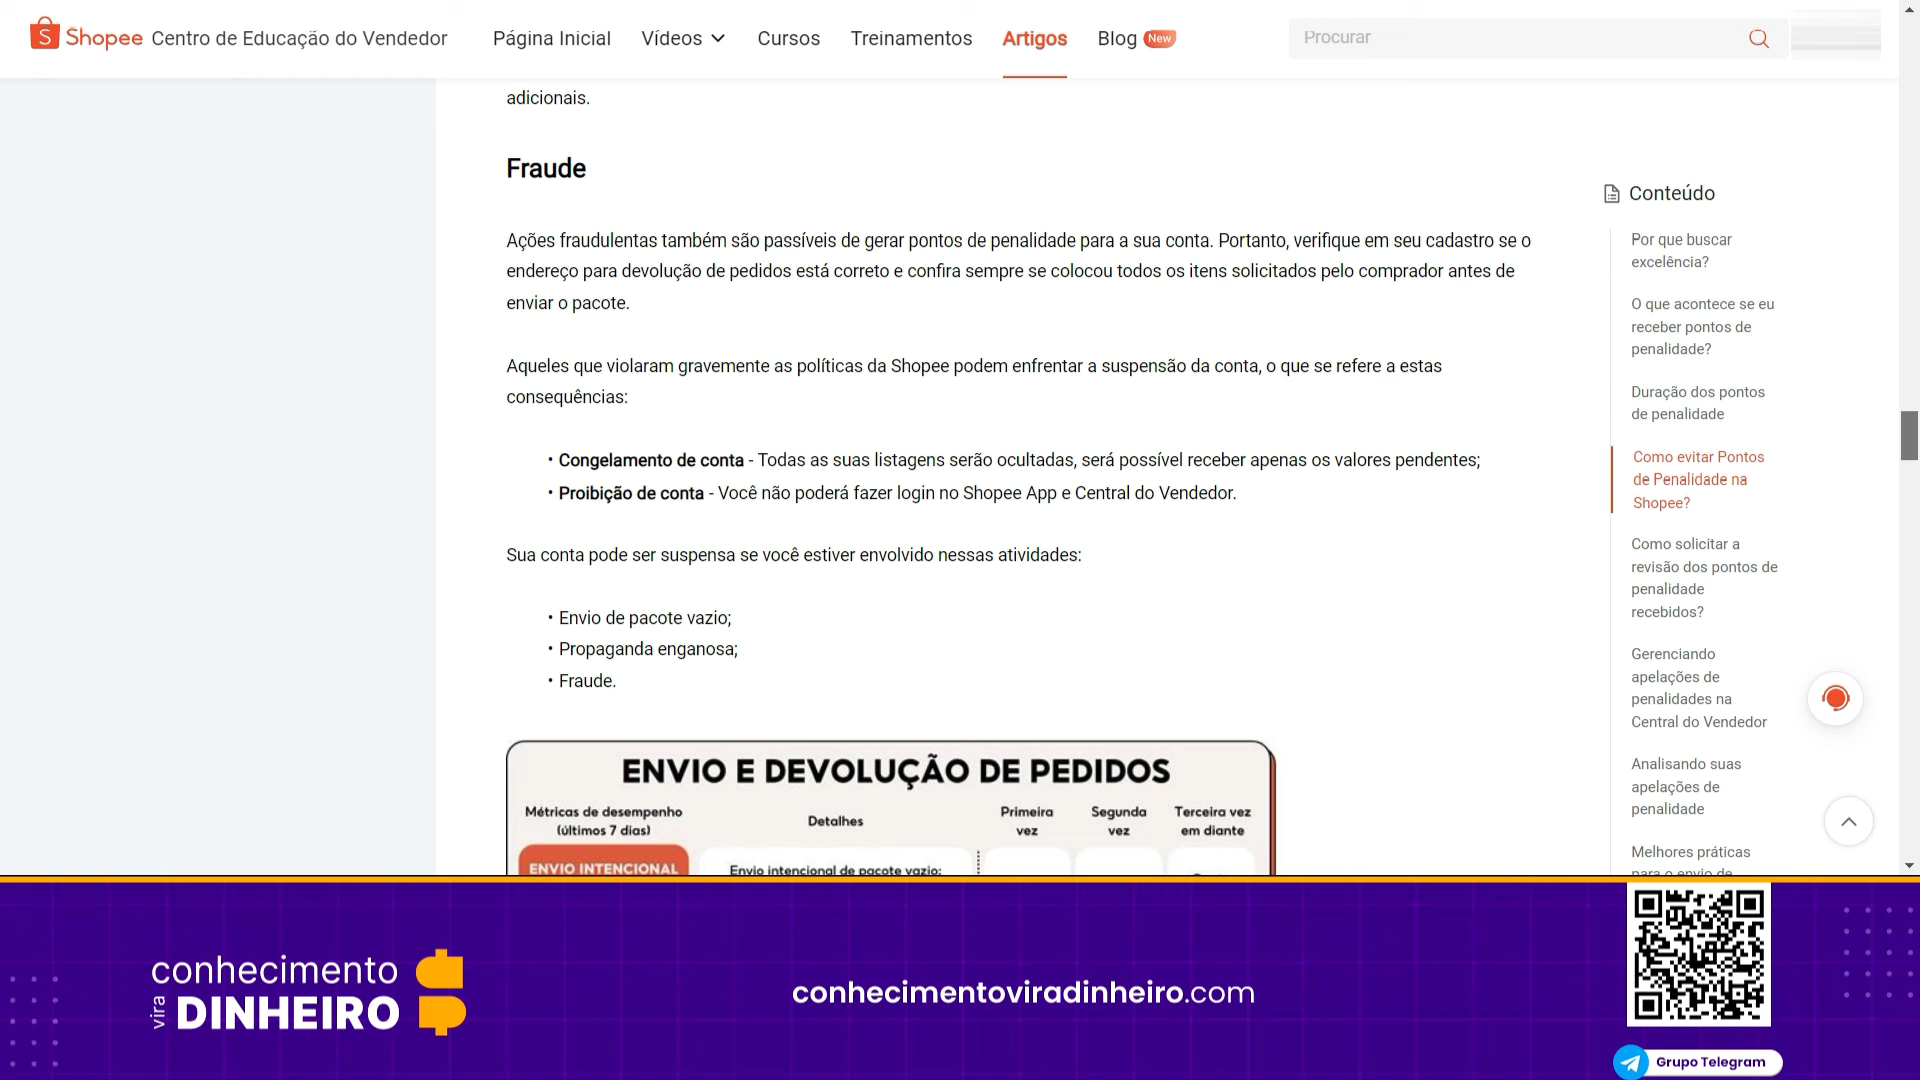 Shopee Centro de Educação do Vendedor
Página Inicial
Vídeos
Cursos
Treinamentos
Artigos
Blog New
Procurar
adicionais.
Fraude
Ações fraudulentas também são passíveis de gerar pontos de penalidade para a sua conta. Portanto, verifique em seu cadastro se o
endereço para devolução de pedidos está correto e confira sempre se colocou todos os itens solicitados pelo comprador antes de
enviar o pacote.
Aqueles que violaram gravemente as políticas da Shopee podem enfrentar a suspensão da conta, o que se refere a estas
consequências:
• Congelamento de conta - Todas as suas listagens serão ocultadas, será possível receber apenas os valores pendentes;
• Proibição de conta - Você não poderá fazer login no Shopee App e Central do Vendedor.
Sua conta pode ser suspensa se você estiver envolvido nessas atividades:
• Envio de pacote vazio;
• Propaganda enganosa;
• Fraude.
ENVIO E DEVOLUÇÃO DE PEDIDOS
Métricas de desempenho
(últimos 7 dias)
Detalhes
Primeira
vez
Segunda
vez
Terceira vez
em diante
ENVIO INTENCIONAL
Envio intencional de pacote vazio;
Conteúdo
Por que buscar
excelência?
O que acontece se eu
receber pontos de
penalidade?
Duração dos pontos
de penalidade
Como evitar Pontos
de Penalidade na
Shopee?
Como solicitar a
revisão dos pontos de
penalidade
recebidos?
Gerenciando
apelações de
penalidades na
Central do Vendedor
Analisando suas
apelações de
penalidade
Melhores práticas
para o envio de
conhecimento
vira DINHEIRO
conhecimentoviradinheiro.com
Grupo Telegram